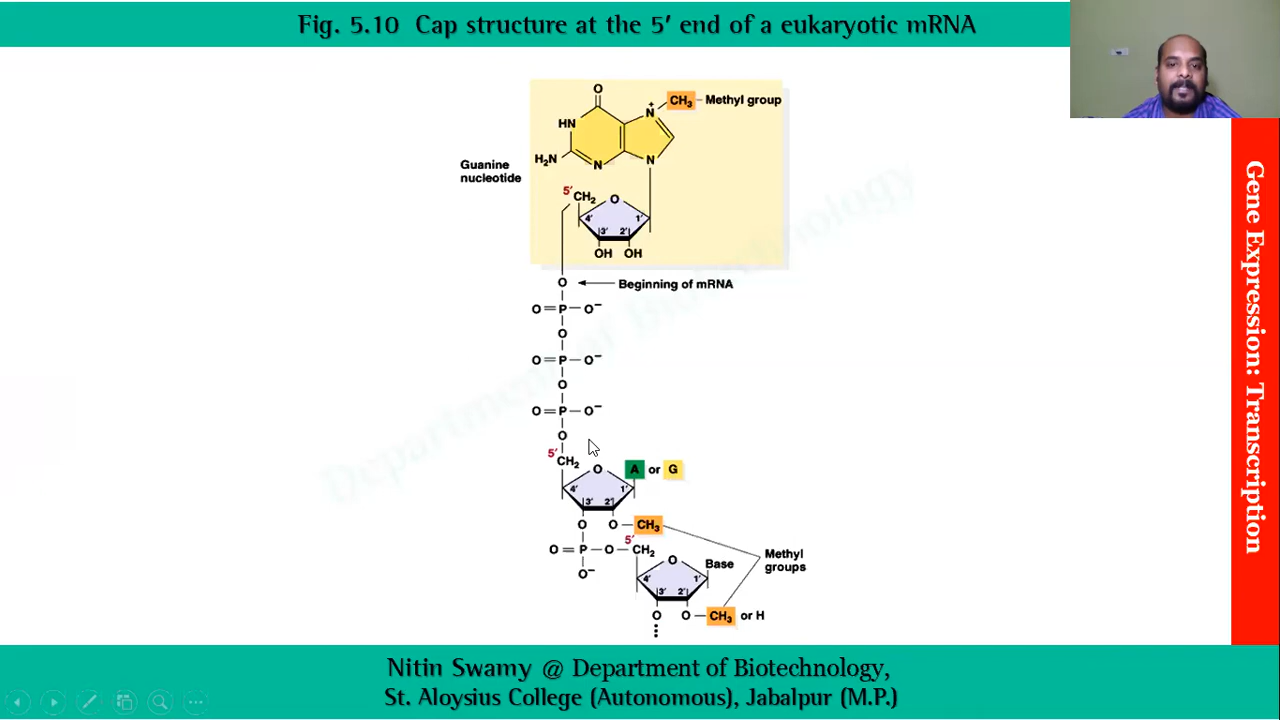 Fig. 5.10 Cap structure at the 5′ end of a eukaryotic mRNA
O
+
N
CH3
Methyl group
HN
H2N
N
N
Guanine
nucleotide
5′
CH2
O
4′
1′
3′
2′
OH
OH
O
Beginning of mRNA
O=P—O−
O
O=P—O−
O
O=P—O−
O
5′
CH2
O
A or G
4′
1′
3′
2′
O
O—CH3
5′
O=P—O—CH2
O−
O
Base
Methyl
groups
4′
1′
3′
2′
O
O—CH3 or H
Department of Biotechnology
Gene Expression: Transcription
Nitin Swamy @ Department of Biotechnology,
St. Aloysius College (Autonomous), Jabalpur (M.P.)